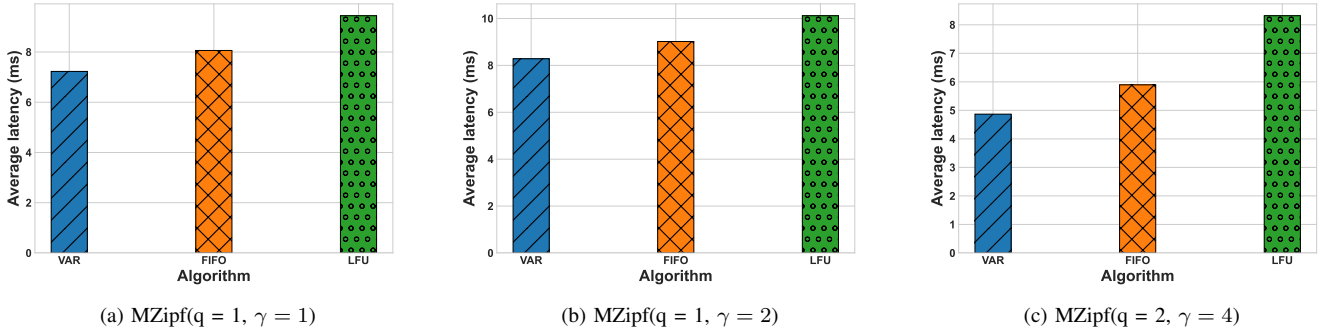 Average latency (ms)
8
6
4
2
0
VAR
FIFO
LFU
Algorithm
(a) MZipf(q = 1, γ = 1)
Average latency (ms)
10
8
6
4
2
0
VAR
FIFO
LFU
Algorithm
(b) MZipf(q = 1, γ = 2)
Average latency (ms)
8
7
6
5
4
3
2
1
0
VAR
FIFO
LFU
Algorithm
(c) MZipf(q = 2, γ = 4)